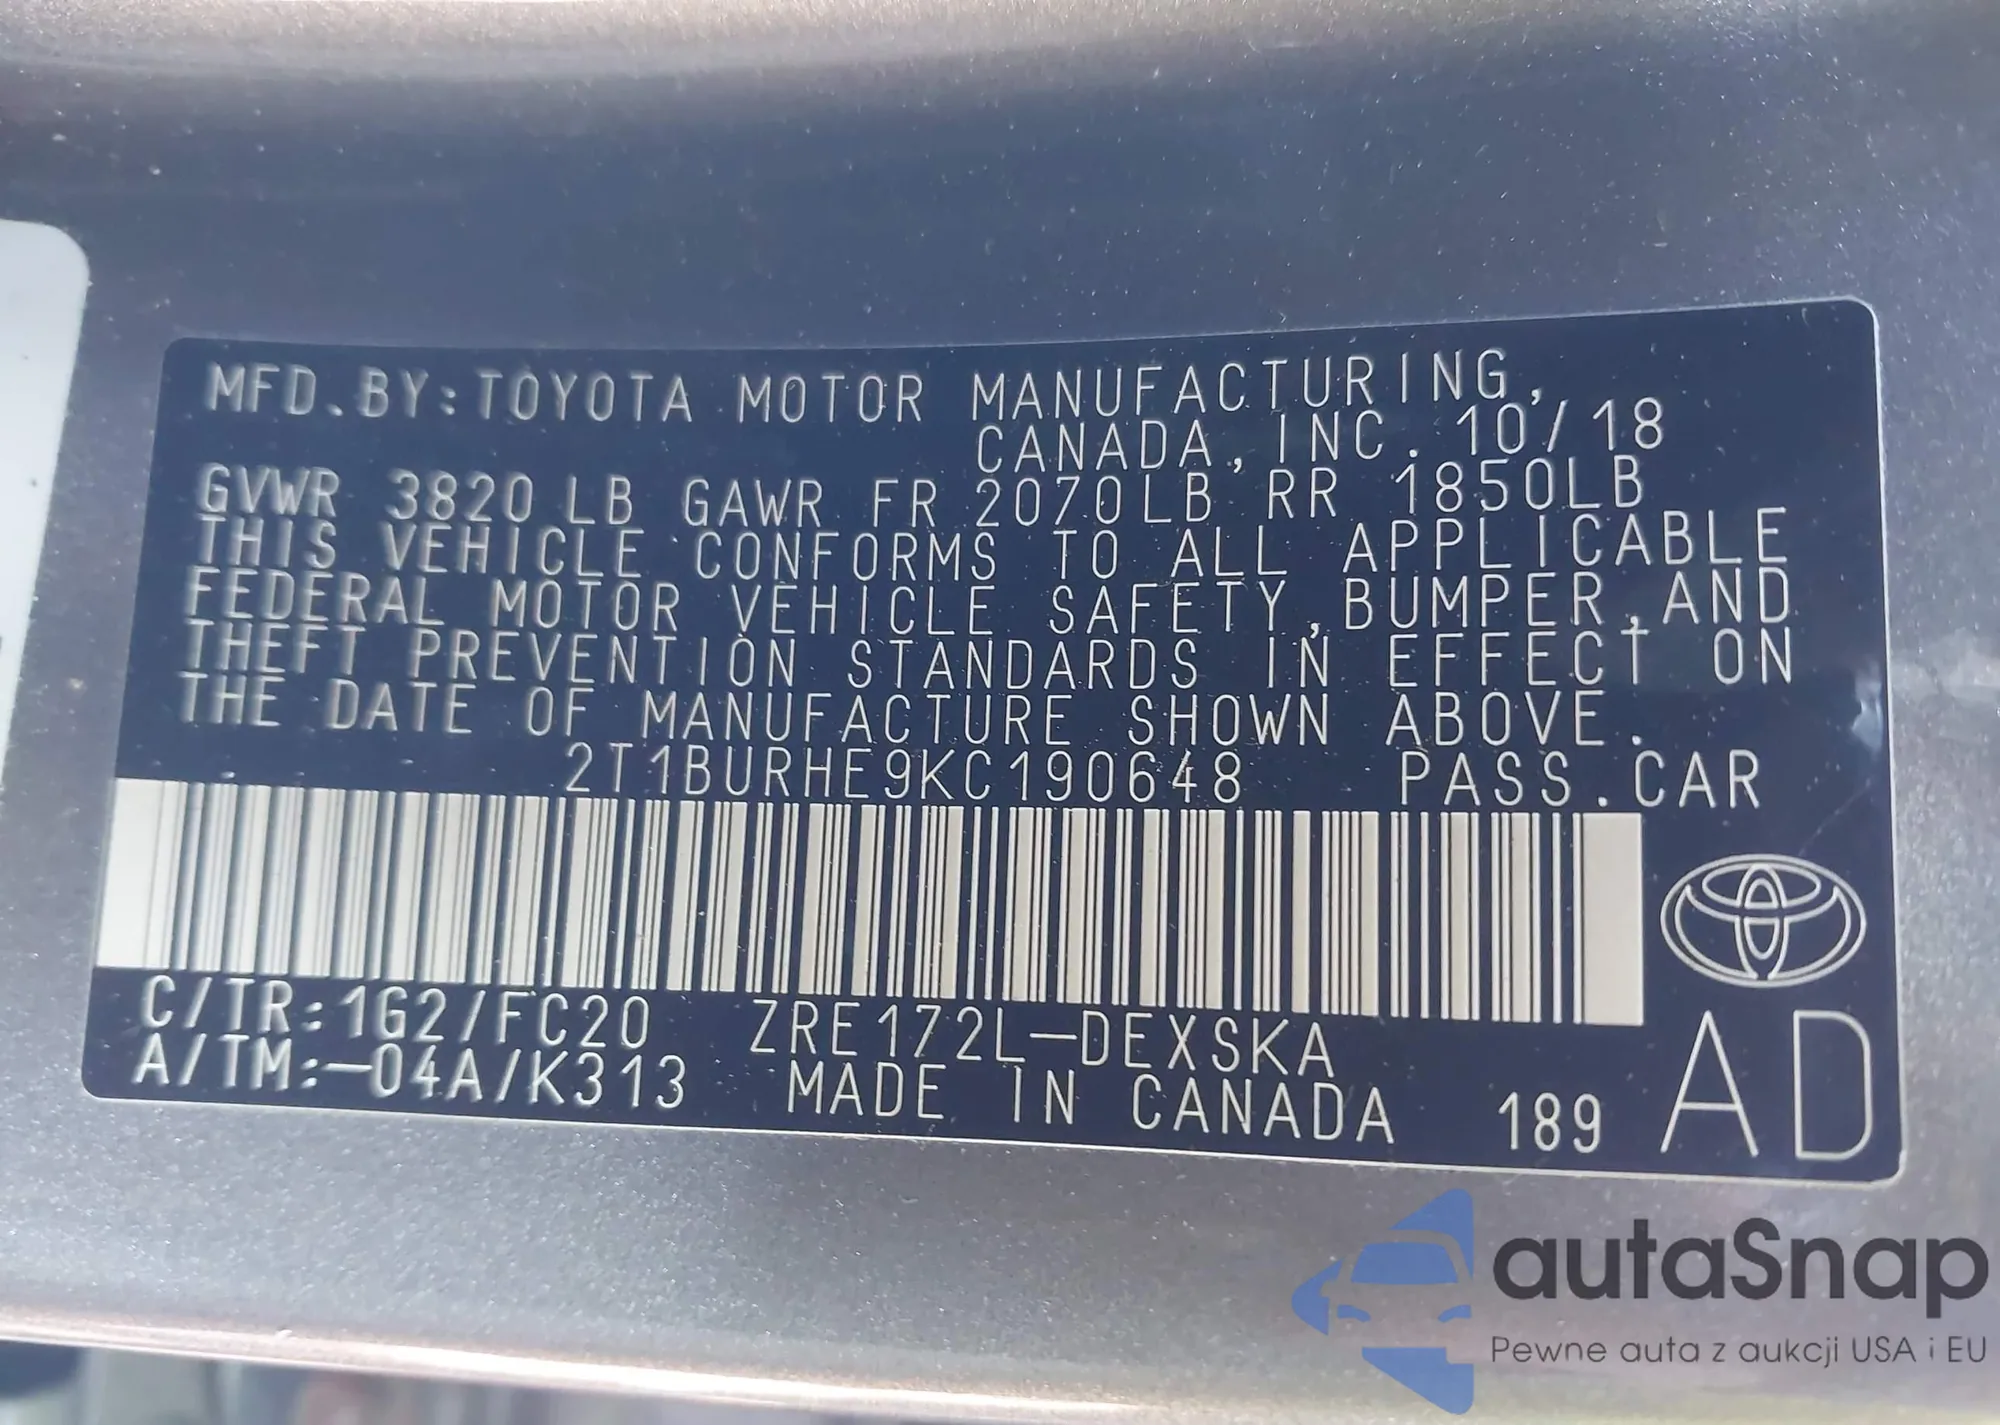 MFD.BY:TOYOTA MOTOR MANUFACTURING,
CANADA,INC. 10/18
GVWR 3820LB GAWR FR 2070LB RR 1850LB
THIS VEHICLE CONFORMS TO ALL APPLICABLE
FEDERAL MOTOR VEHICLE SAFETY,BUMPER,AND
THEFT PREVENTION STANDARDS IN EFFECT ON
THE DATE OF MANUFACTURE SHOWN ABOVE.
2T1BURHE9KC190648 PASS.CAR
C/TR:1G2/FC20 ZRE172L-DEXSKA
A/TM:-04A/K313 MADE IN CANADA 189 AD
autaSnap
Pewne auta z aukcji USA i EU